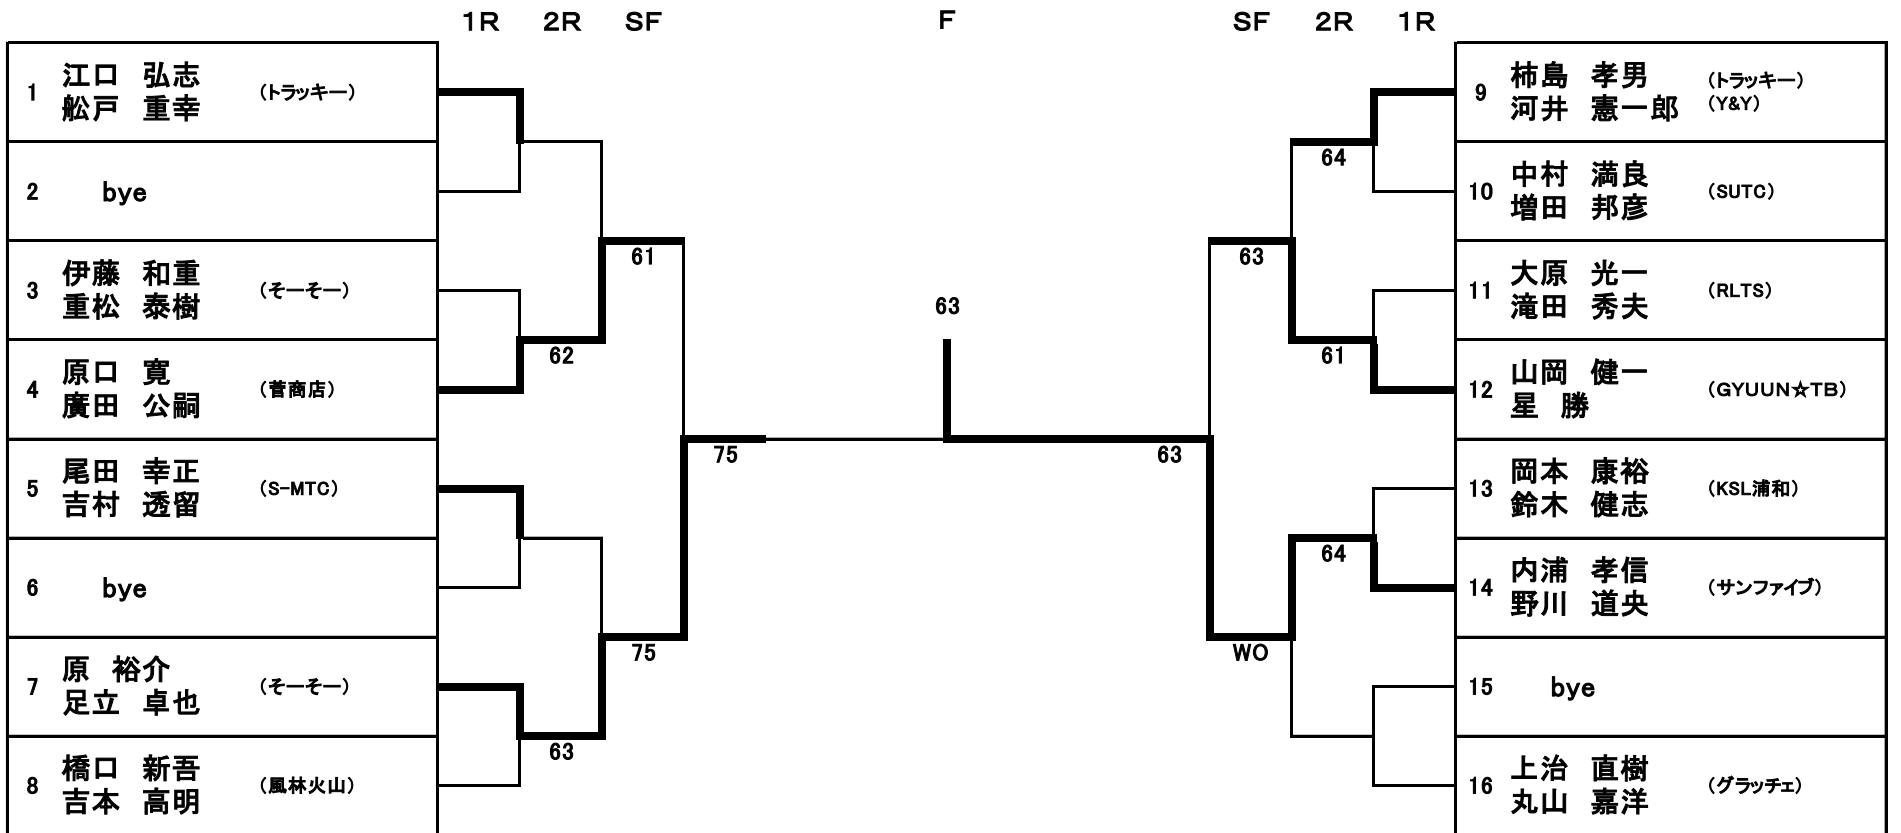 1R 2R SF F SF 2R 1R
1 江口 弘志 (トラッキー)
舩戸 重幸
2 bye
3 伊藤 和重 (そーそー)
重松 泰樹
4 原口 寛 (菅商店)
廣田 公嗣
5 尾田 幸正 (S-MTC)
吉村 透留
6 bye
7 原 裕介 (そーそー)
足立 卓也
8 橋口 新吾 (風林火山)
吉本 高明
61
62
75
75
63
63
63
64
63
61
64
WO
9 柿島 孝男 (トラッキー)
河井 憲一郎 (Y&Y)
10 中村 満良 (SUTC)
増田 邦彦
11 大原 光一 (RLTS)
滝田 秀夫
12 山岡 健一 (GYUUN☆TB)
星 勝
13 岡本 康裕 (KSL浦和)
鈴木 健志
14 内浦 孝信 (サンファイブ)
野川 道央
15 bye
16 上治 直樹 (グラッチェ)
丸山 嘉洋